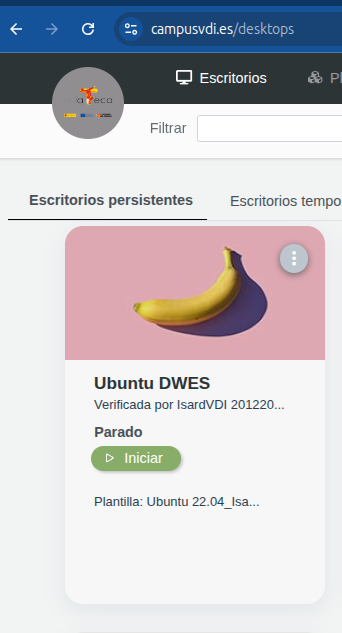 campusvdi.es/desktops
Escritorios
Filtrar
Escritorios persistentes
Escritorios tempo
Ubuntu DWES
Verificada por IsardVDI 201220...
Parado
Iniciar
Plantilla: Ubuntu 22.04_Isa...